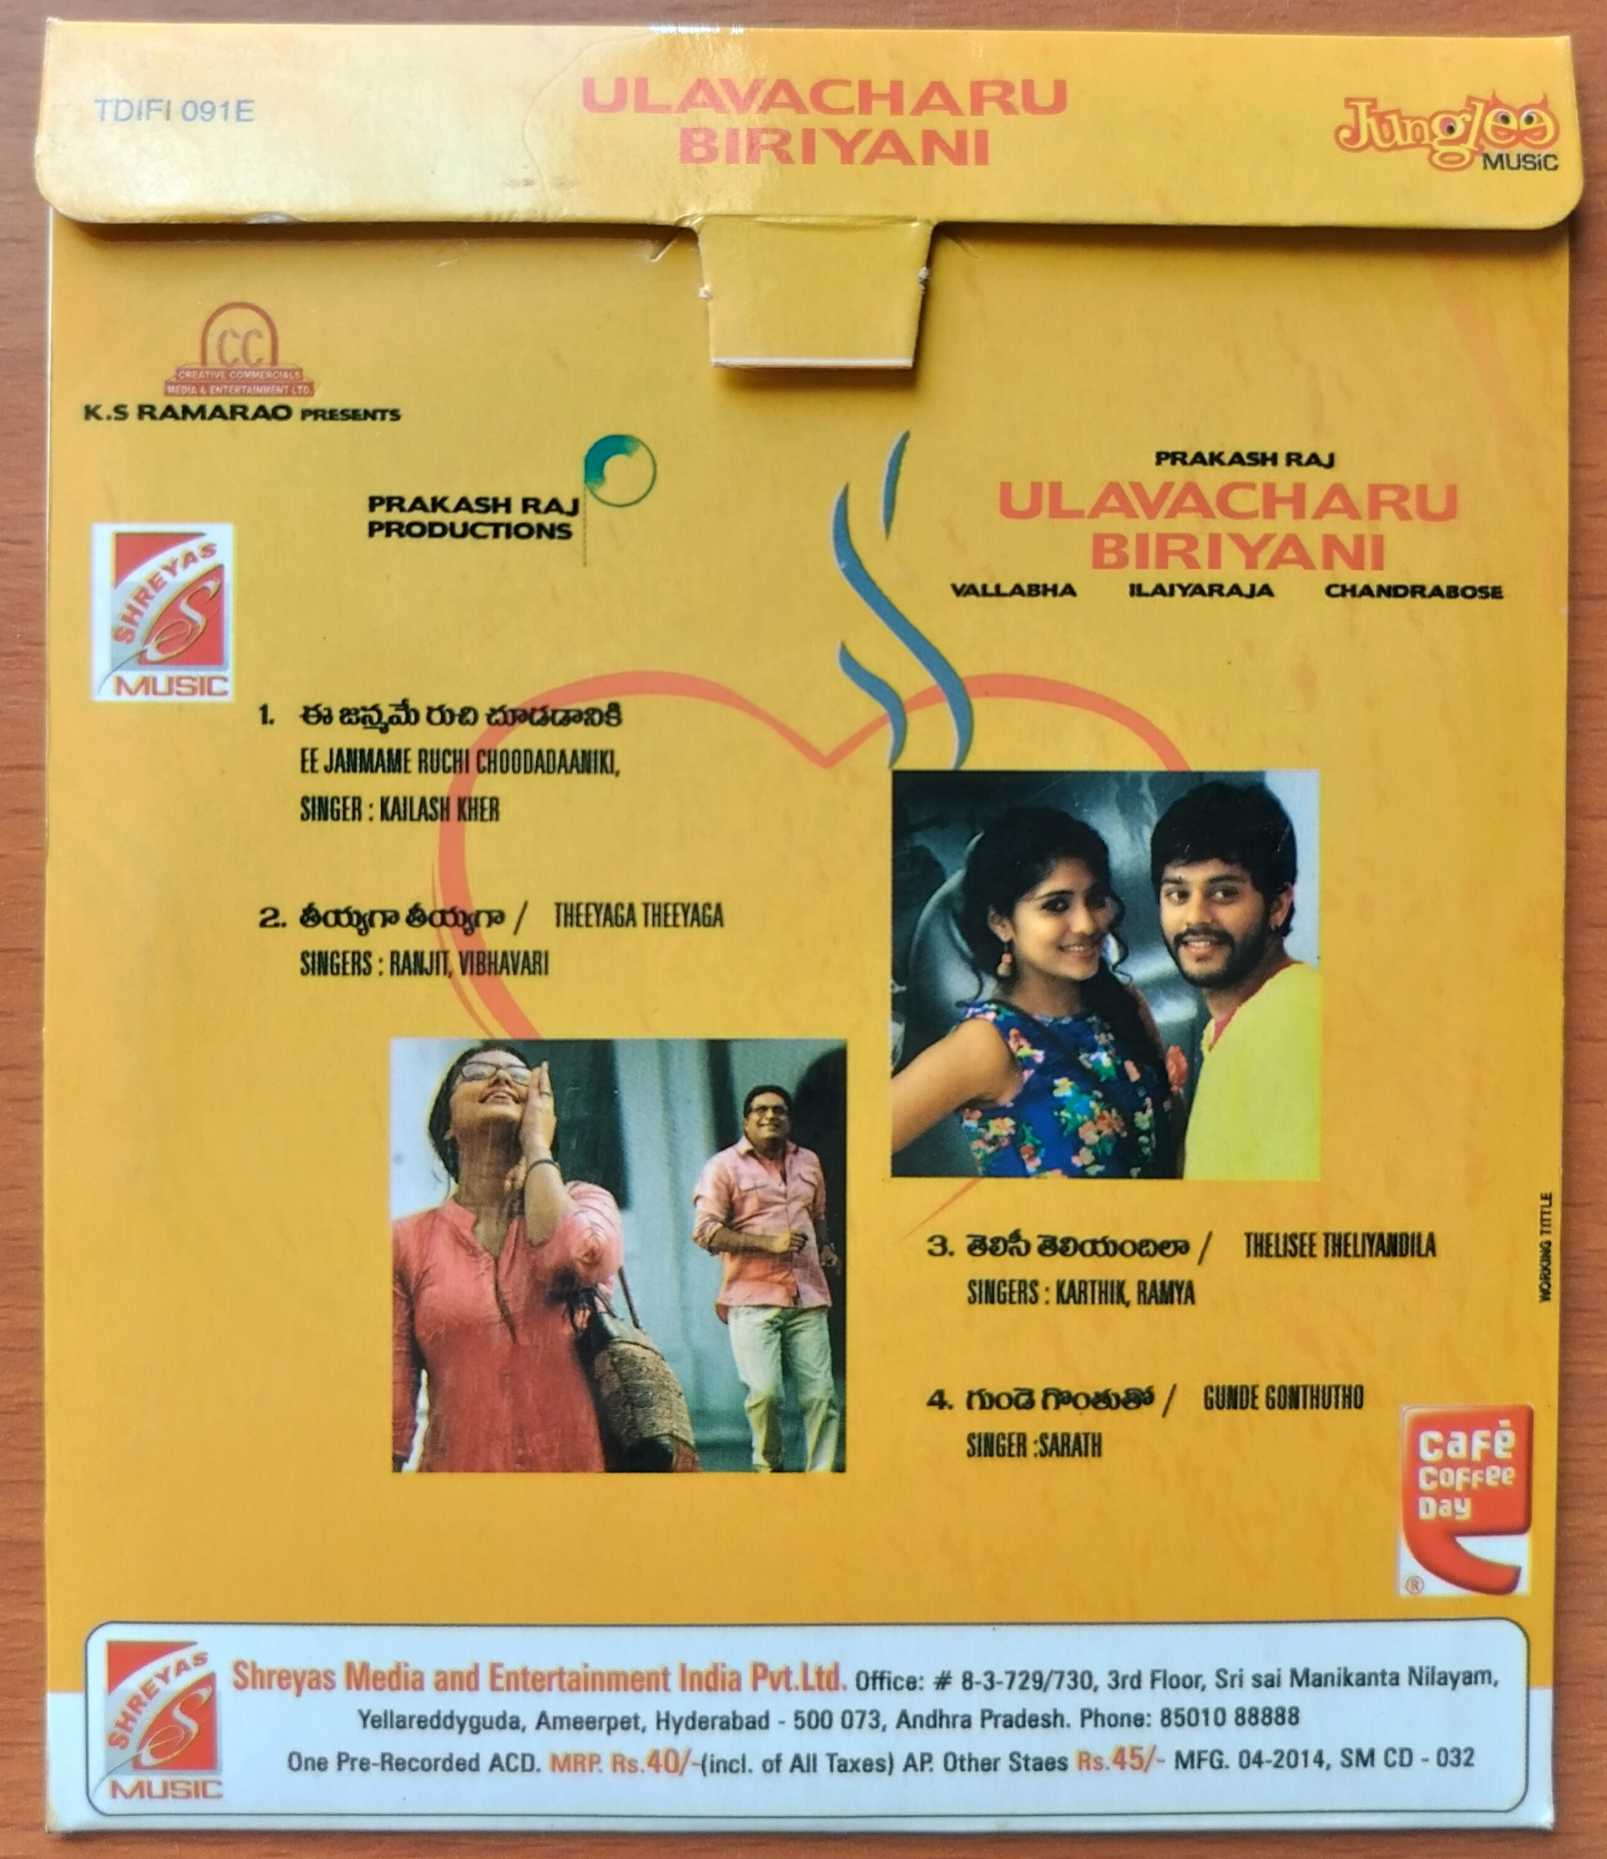 TDIFI 091E
ULAVACHARU
BIRIYANI
Junglee
MUSIC
CC
CREATIVE COMMERCIALS
MEDIA & ENTERTAINMENT LTD.
K.S RAMARAO PRESENTS
PRAKASH RAJ
PRODUCTIONS
PRAKASH RAJ
ULAVACHARU
BIRIYANI
VALLABHA ILAIYARAJA CHANDRABOSE
SHREYAS
MUSIC
1. ఈ జన్మమే రుచి చూడడానికి
EE JANMAME RUCHI CHOODADAANIKI,
SINGER : KAILASH KHER
2. తీయ్యగా తీయ్యగా / THEEYAGA THEEYAGA
SINGERS : RANJIT, VIBHAVARI
3. తెలిసీ తెలియందిలా / THELISEE THELIYANDILA
SINGERS : KARTHIK, RAMYA
4. గుండె గొంతుతో / GUNDE GONTHUTHO
SINGER :SARATH
WORKING TITTLE
Café
Coffee
Day
®
SHREYAS
MUSIC
Shreyas Media and Entertainment India Pvt.Ltd. Office: # 8-3-729/730, 3rd Floor, Sri sai Manikanta Nilayam,
Yellareddyguda, Ameerpet, Hyderabad - 500 073, Andhra Pradesh. Phone: 85010 88888
One Pre-Recorded ACD. MRP. Rs.40/-(incl. of All Taxes) AP. Other Staes Rs.45/- MFG. 04-2014, SM CD - 032